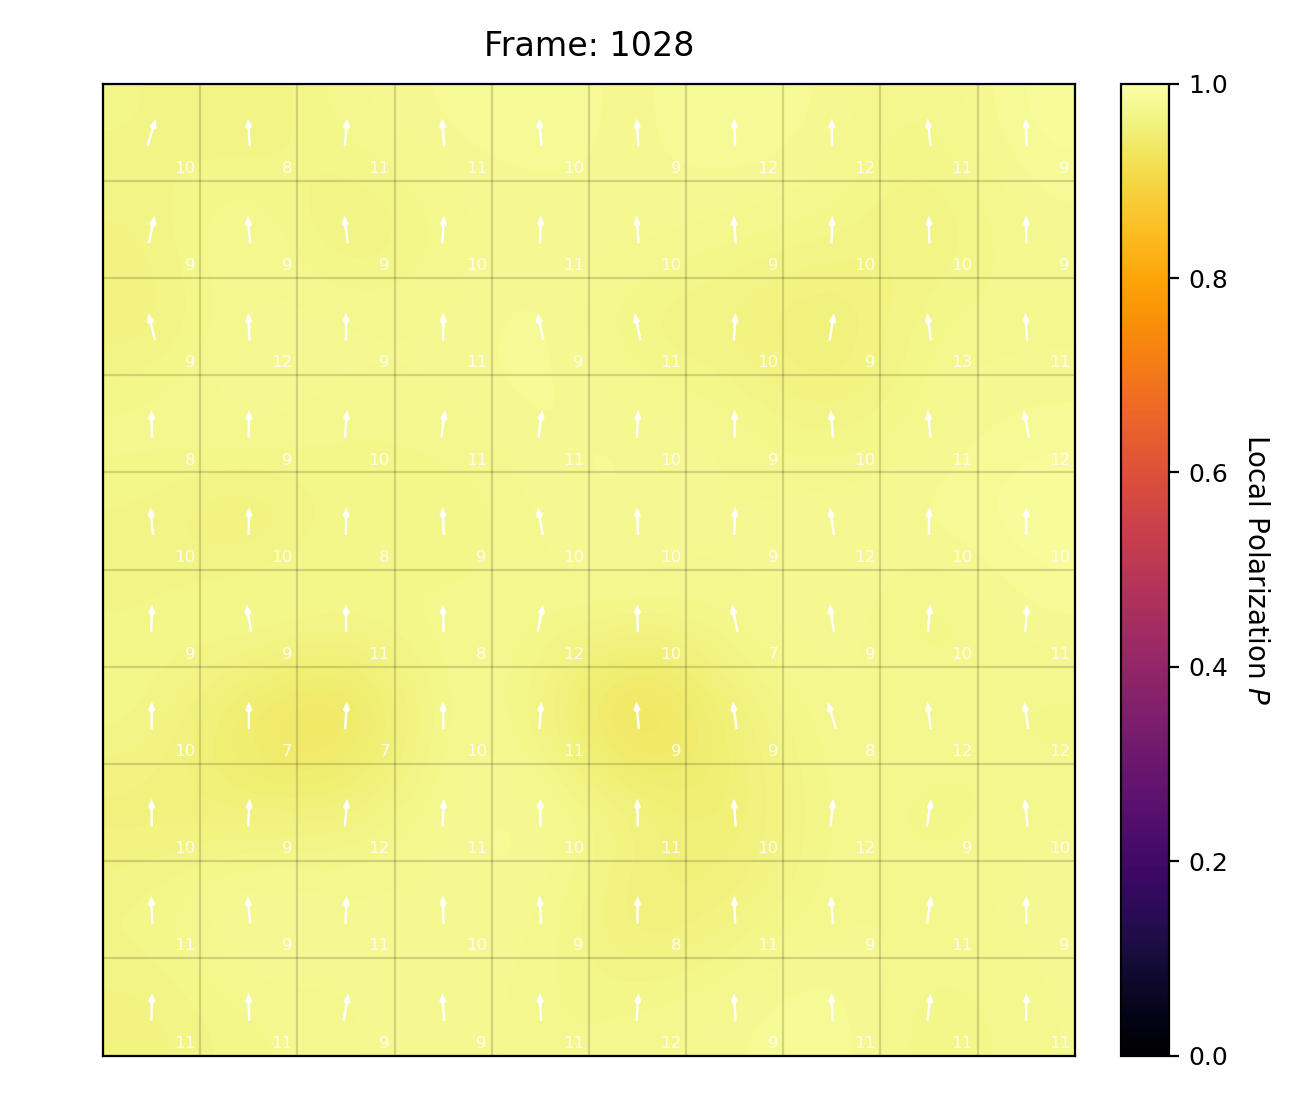 Frame: 1028
10 8 11 11 10 9 12 12 11 9
9 9 9 10 11 10 9 10 10 9
9 12 9 11 9 11 10 9 13 11
8 9 10 11 11 10 9 10 11 12
10 10 8 9 10 10 9 12 10 10
9 9 11 8 12 10 7 9 10 11
10 7 7 10 11 9 9 8 12 12
10 9 12 11 10 11 10 12 9 10
11 9 11 10 9 8 11 9 11 9
11 11 9 9 11 12 9 11 11 11
1.0
0.8
0.6
0.4
0.2
0.0
Local Polarization P